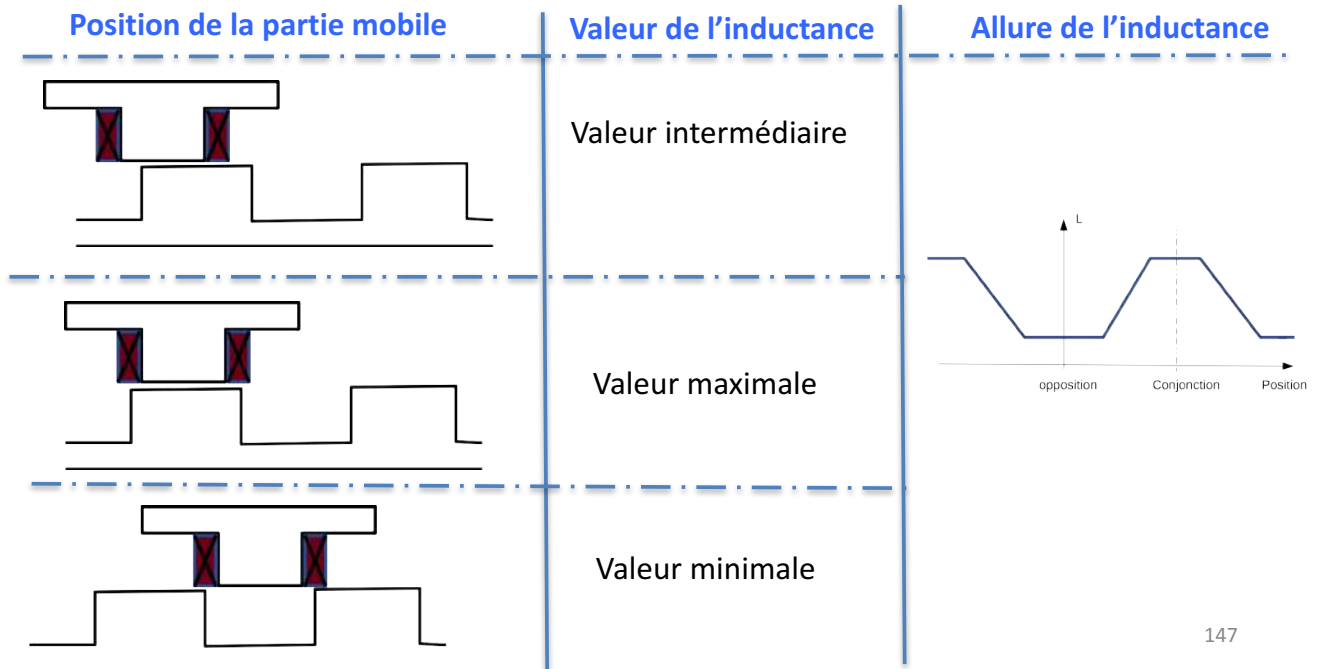 Position de la partie mobile
Valeur de l'inductance
Allure de l'inductance
Valeur intermédiaire
L
opposition
Conjonction
Position
Valeur maximale
Valeur minimale
147